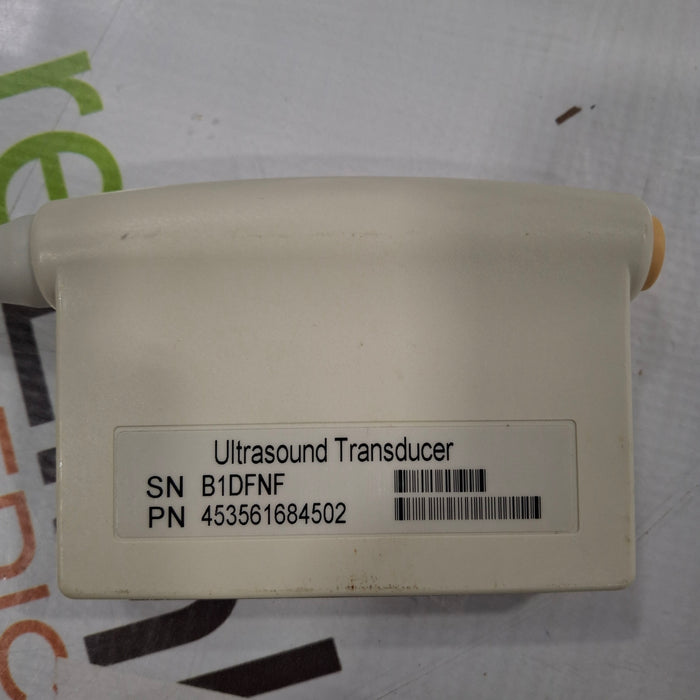 Ultrasound Transducer
SN B1DFNF
PN 453561684502